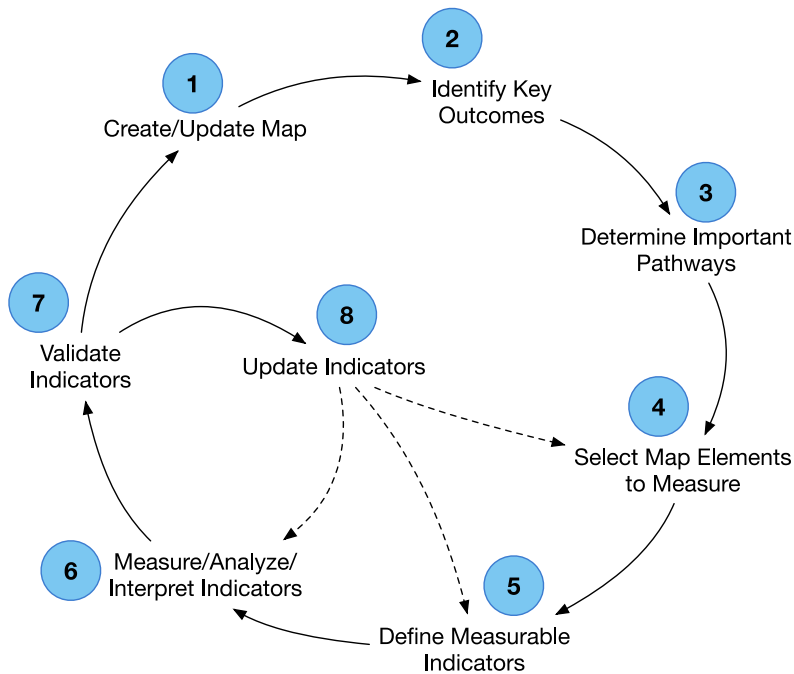 1
Create/Update Map
2
Identify Key
Outcomes
3
Determine Important
Pathways
4
Select Map Elements
to Measure
5
Define Measurable
Indicators
6
Measure/Analyze/
Interpret Indicators
7
Validate
Indicators
8
Update Indicators